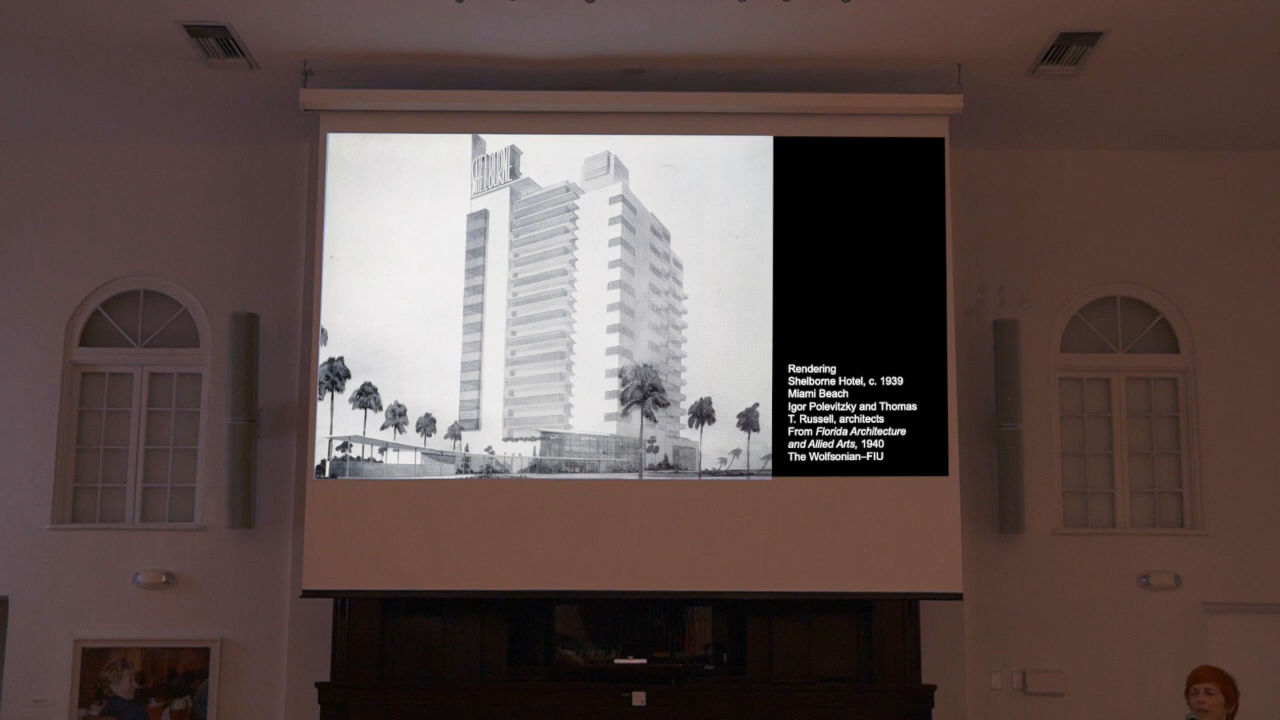 SHELBORNE
Rendering
Shelborne Hotel, c. 1939
Miami Beach
Igor Polevitzky and Thomas
T. Russell, architects
From Florida Architecture
and Allied Arts, 1940
The Wolfsonian–FIU